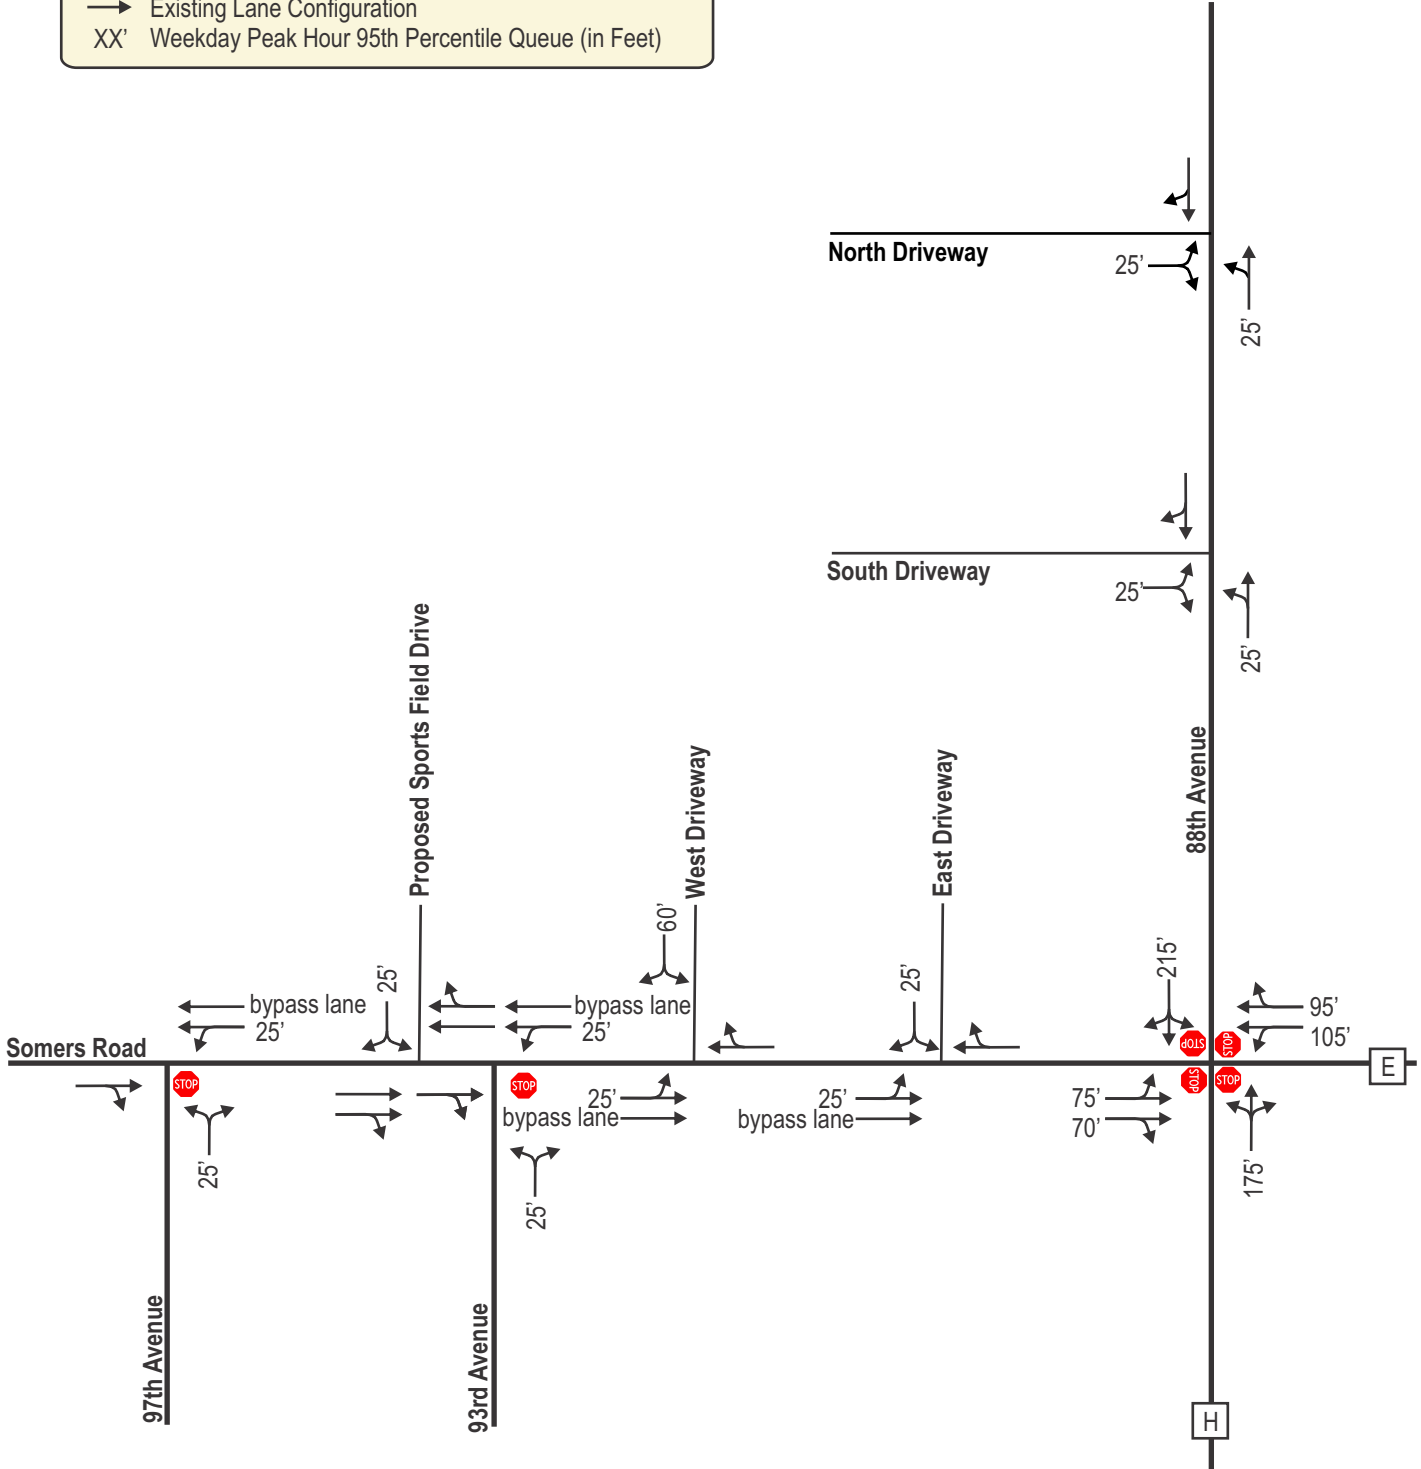 Existing Lane Configuration
XX' Weekday Peak Hour 95th Percentile Queue (in Feet)
North Driveway
25'
25'
South Driveway
25'
25'
Proposed Sports Field Drive
West Driveway
East Driveway
88th Avenue
60'
25'
25'
215'
bypass lane
25'
bypass lane
25'
95'
105'
Somers Road
STOP
STOP
STOP
STOP
STOP
STOP
E
25'
bypass lane
25'
bypass lane
75'
70'
25'
25'
175'
97th Avenue
93rd Avenue
H